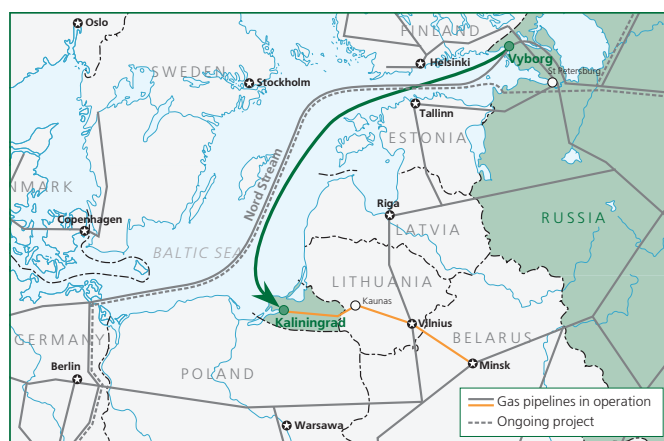 Oslo
FINLAND
Helsinki
Vyborg
St Petersburg
SWEDEN
Stockholm
Tallinn
ESTONIA
NMARK
Copenhagen
Nord Stream
Riga
LATVIA
RUSSIA
BALTIC SEA
LITHUANIA
Kaunas
Kaliningrad
Vilnius
BELARUS
GERMANY
Berlin
POLAND
Minsk
Warsawa
Gas pipelines in operation
Ongoing project